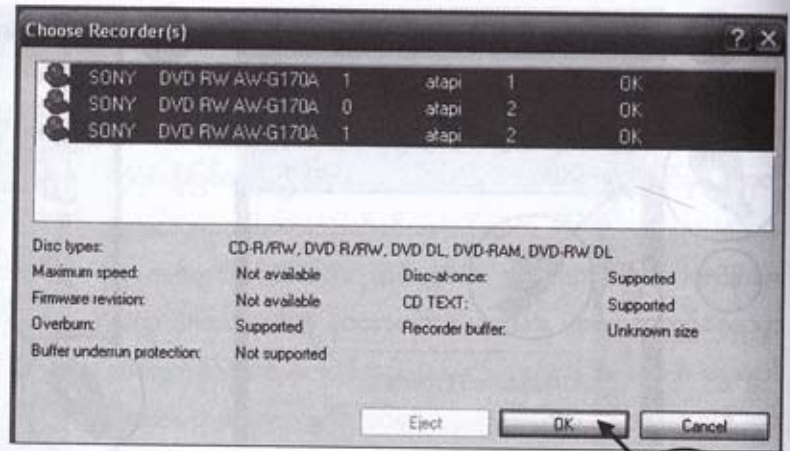 Choose Recorder(s)
? X
SONY DVD RW AW-G170A 1 atapi 1 OK
SONY DVD RW AW-G170A 0 atapi 2 OK
SONY DVD RW AW-G170A 1 atapi 2 OK
Disc types: CD-R/RW, DVD R/RW, DVD DL, DVD-RAM, DVD-RW DL
Maximum speed: Not available Disc-at-once: Supported
Firmware revision: Not available CD TEXT: Supported
Overburn: Supported Recorder buffer: Unknown size
Buffer underrun protection: Not supported
Eject OK Cancel